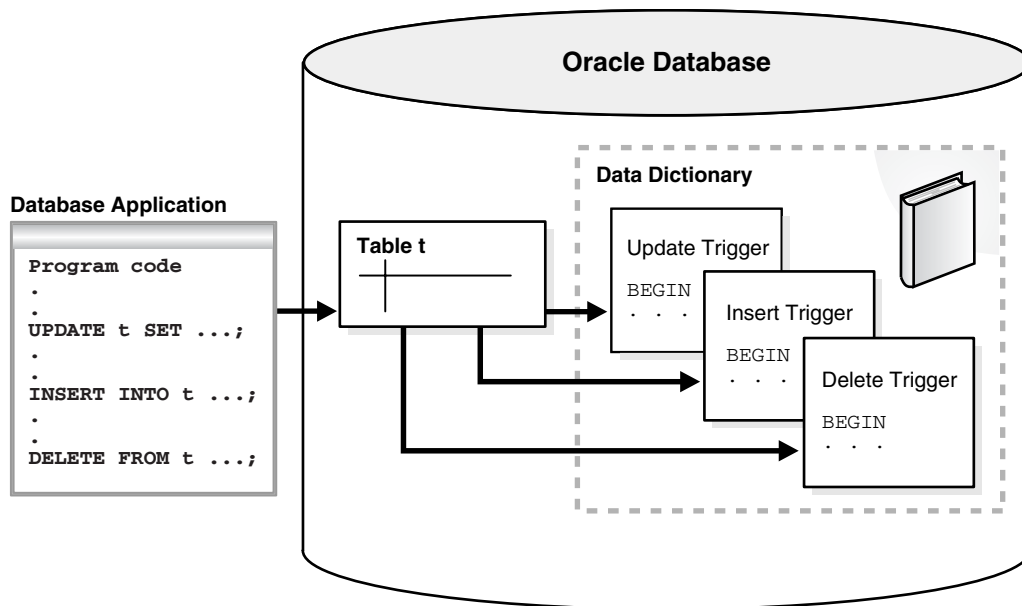 Oracle Database
Data Dictionary
Database Application
Program code
.
.
UPDATE t SET ...;
.
.
INSERT INTO t ...;
.
.
DELETE FROM t ...;
Table t
Update Trigger
BEGIN
. . .
Insert Trigger
BEGIN
. . .
Delete Trigger
BEGIN
. . .